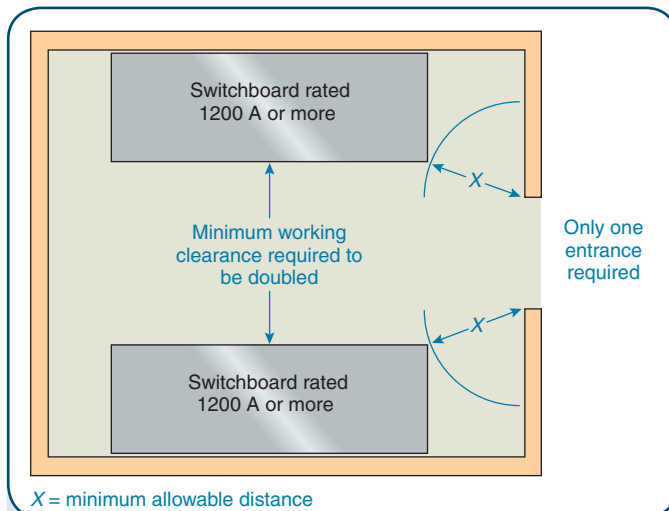 Switchboard rated
1200 A or more
X
Minimum working
clearance required to
be doubled
Only one
entrance
required
X
Switchboard rated
1200 A or more
X = minimum allowable distance